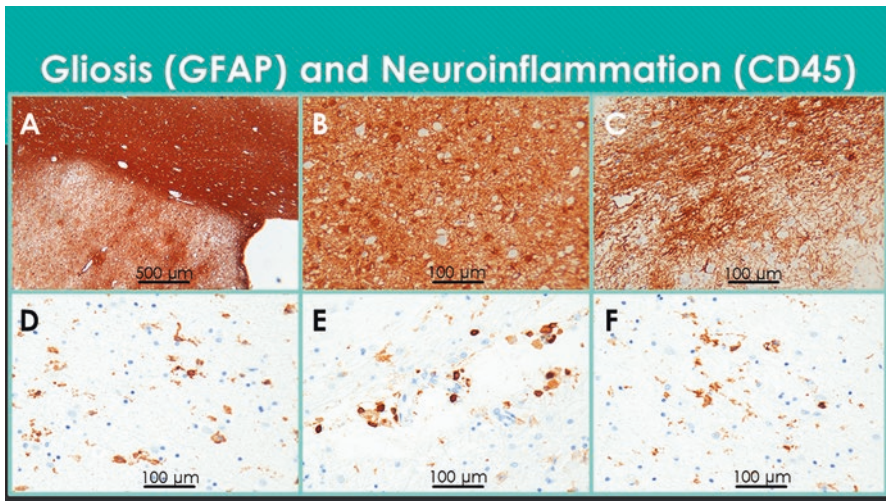 Gliosis (GFAP) and Neuroinflammation (CD45)
A
B
C
500 μm
100 μm
100 μm
D
E
F
100 μm
100 μm
100 μm